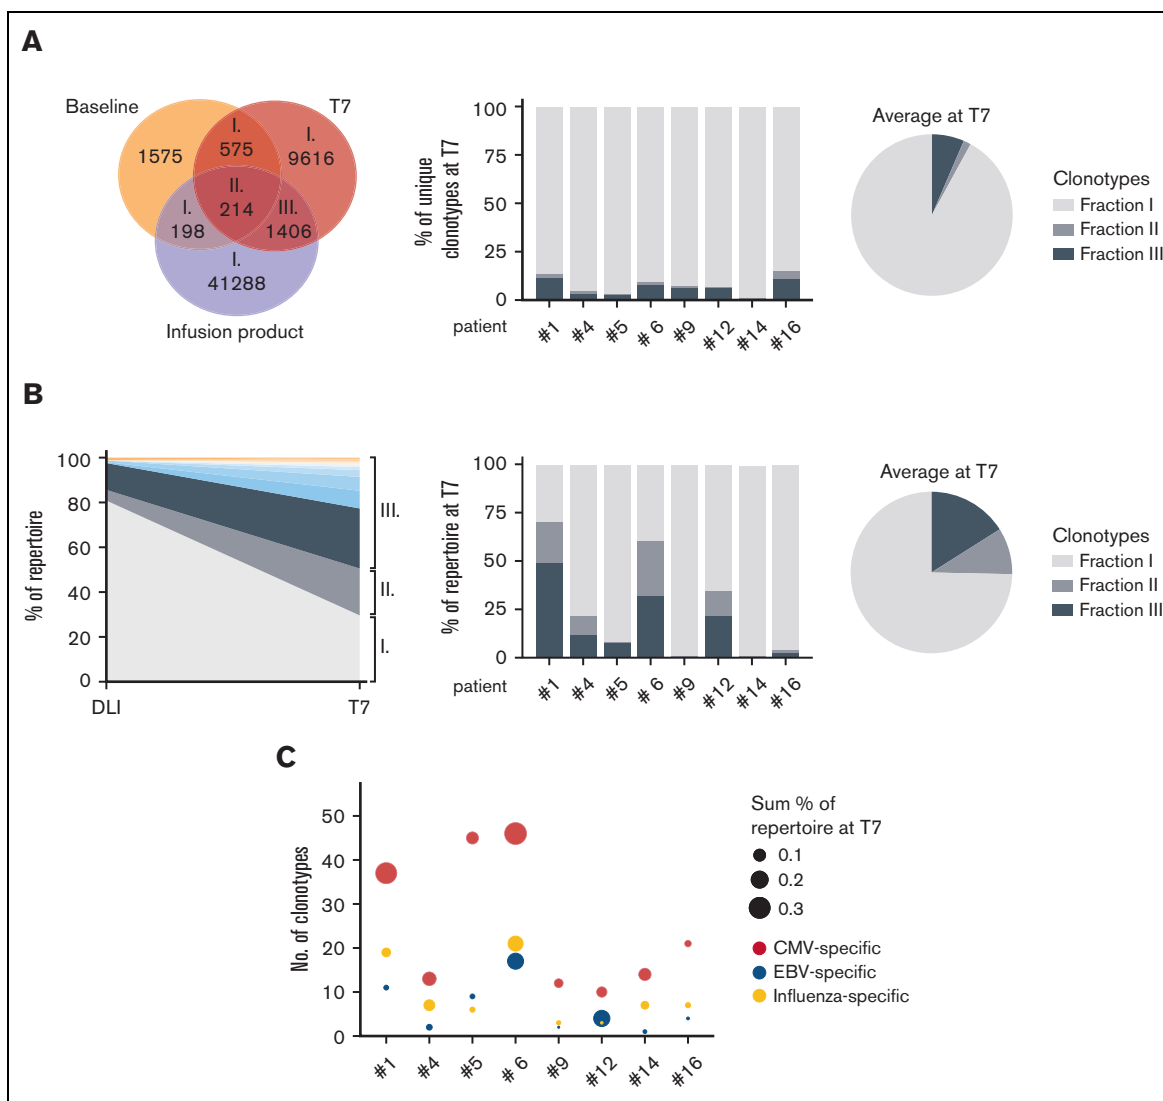 A
Baseline
T7
I.
575
I.
9616
1575
II.
214
I.
198
III.
1406
I.
41288
Infusion product
% of unique
clonotypes at T7
100
75
50
25
0
patient
#1
#4
#5
# 6
#9
#12
#14
#16
Average at T7
Clonotypes
Fraction I
Fraction II
Fraction III
B
% of repertoire
100
80
60
40
20
0
DLI
T7
III.
II.
I.
% of repertoire at T7
100
75
50
25
0
patient
#1
#4
#5
# 6
#9
#12
#14
#16
Average at T7
Clonotypes
Fraction I
Fraction II
Fraction III
C
No. of clonotypes
50
40
30
20
10
0
#1
#4
#5
# 6
#9
#12
#14
#16
Sum % of
repertoire at T7
0.1
0.2
0.3
CMV-specific
EBV-specific
Influenza-specific